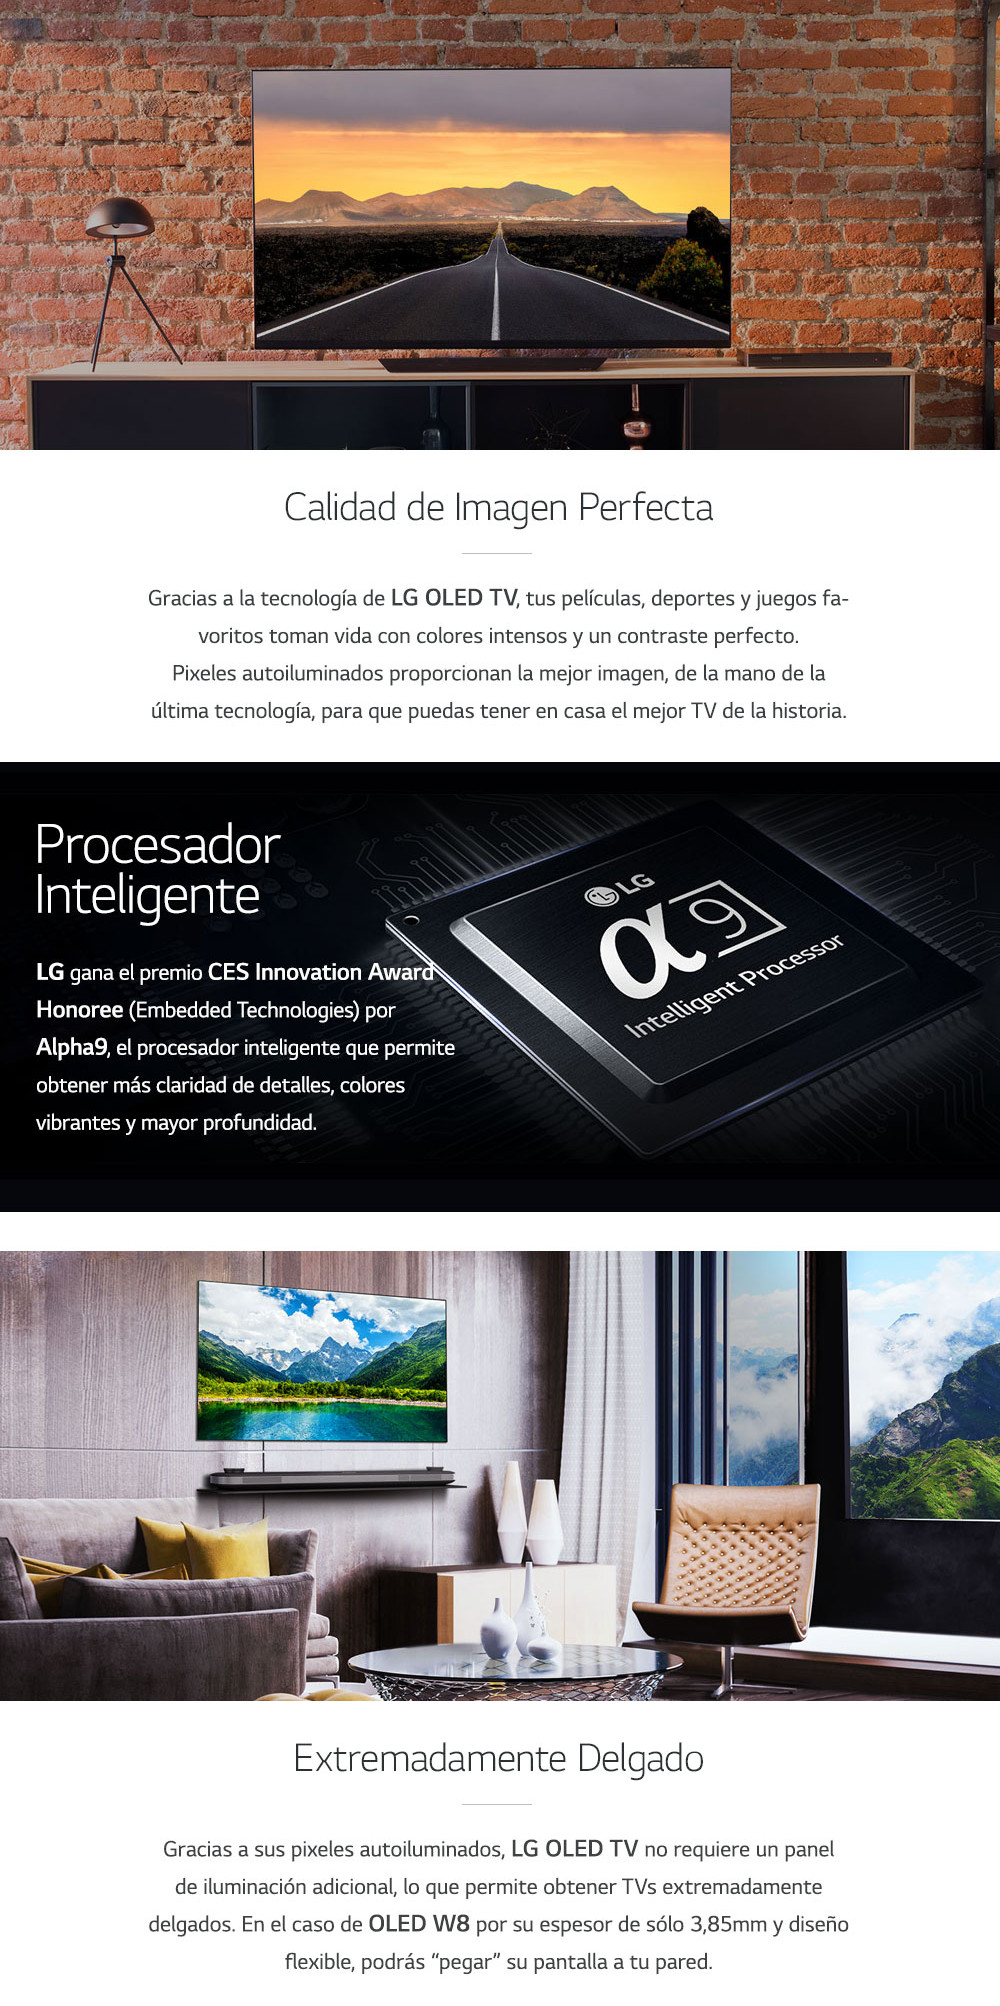 Calidad de Imagen Perfecta
Gracias a la tecnología de LG OLED TV, tus películas, deportes y juegos fa-
voritos toman vida con colores intensos y un contraste perfecto.
Pixeles autoiluminados proporcionan la mejor imagen, de la mano de la
última tecnología, para que puedas tener en casa el mejor TV de la historia.
Procesador
Inteligente
LG gana el premio CES Innovation Award
Honoree (Embedded Technologies) por
Alpha9, el procesador inteligente que permite
obtener más claridad de detalles, colores
vibrantes y mayor profundidad.
LG
α9
Intelligent Processor
Extremadamente Delgado
Gracias a sus pixeles autoiluminados, LG OLED TV no requiere un panel
de iluminación adicional, lo que permite obtener TVs extremadamente
delgados. En el caso de OLED W8 por su espesor de sólo 3,85mm y diseño
flexible, podrás “pegar” su pantalla a tu pared.